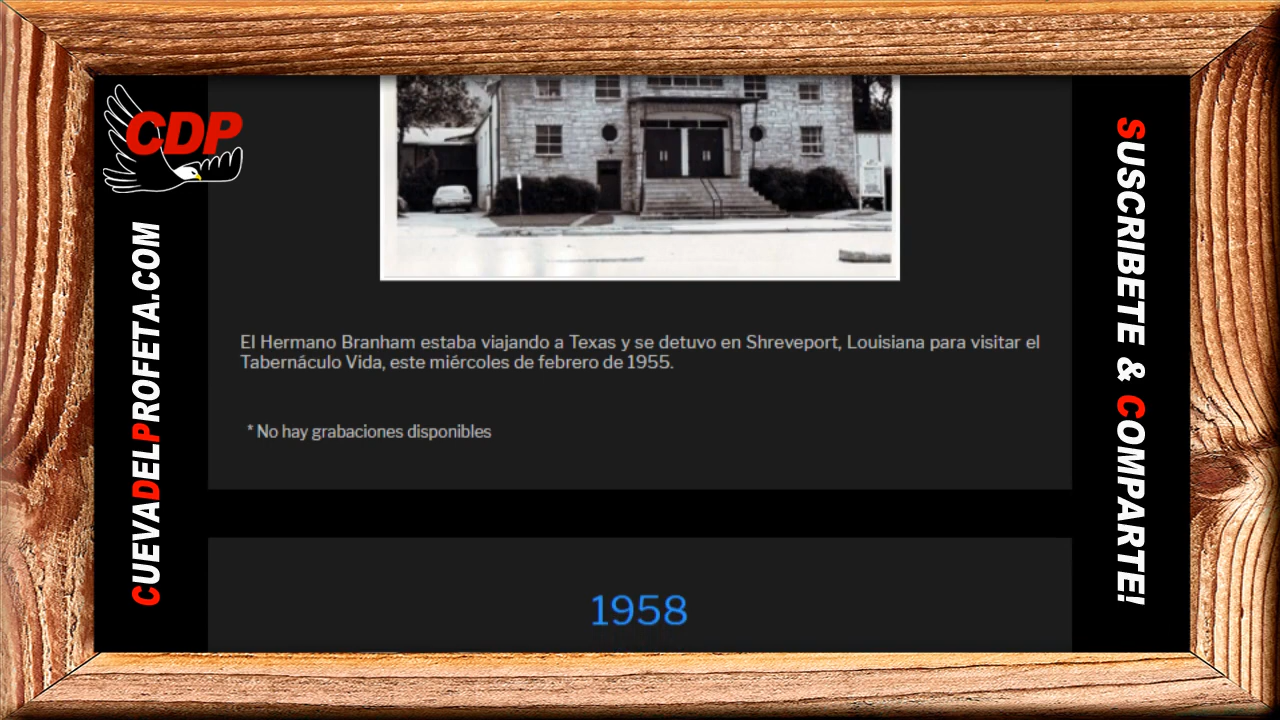 CDP
CUEVADELPROFETA.COM
El Hermano Branham estaba viajando a Texas y se detuvo en Shreveport, Louisiana para visitar el
Tabernáculo Vida, este miércoles de febrero de 1955.
* No hay grabaciones disponibles
1958
SUSCRIBETE & COMPARTE!